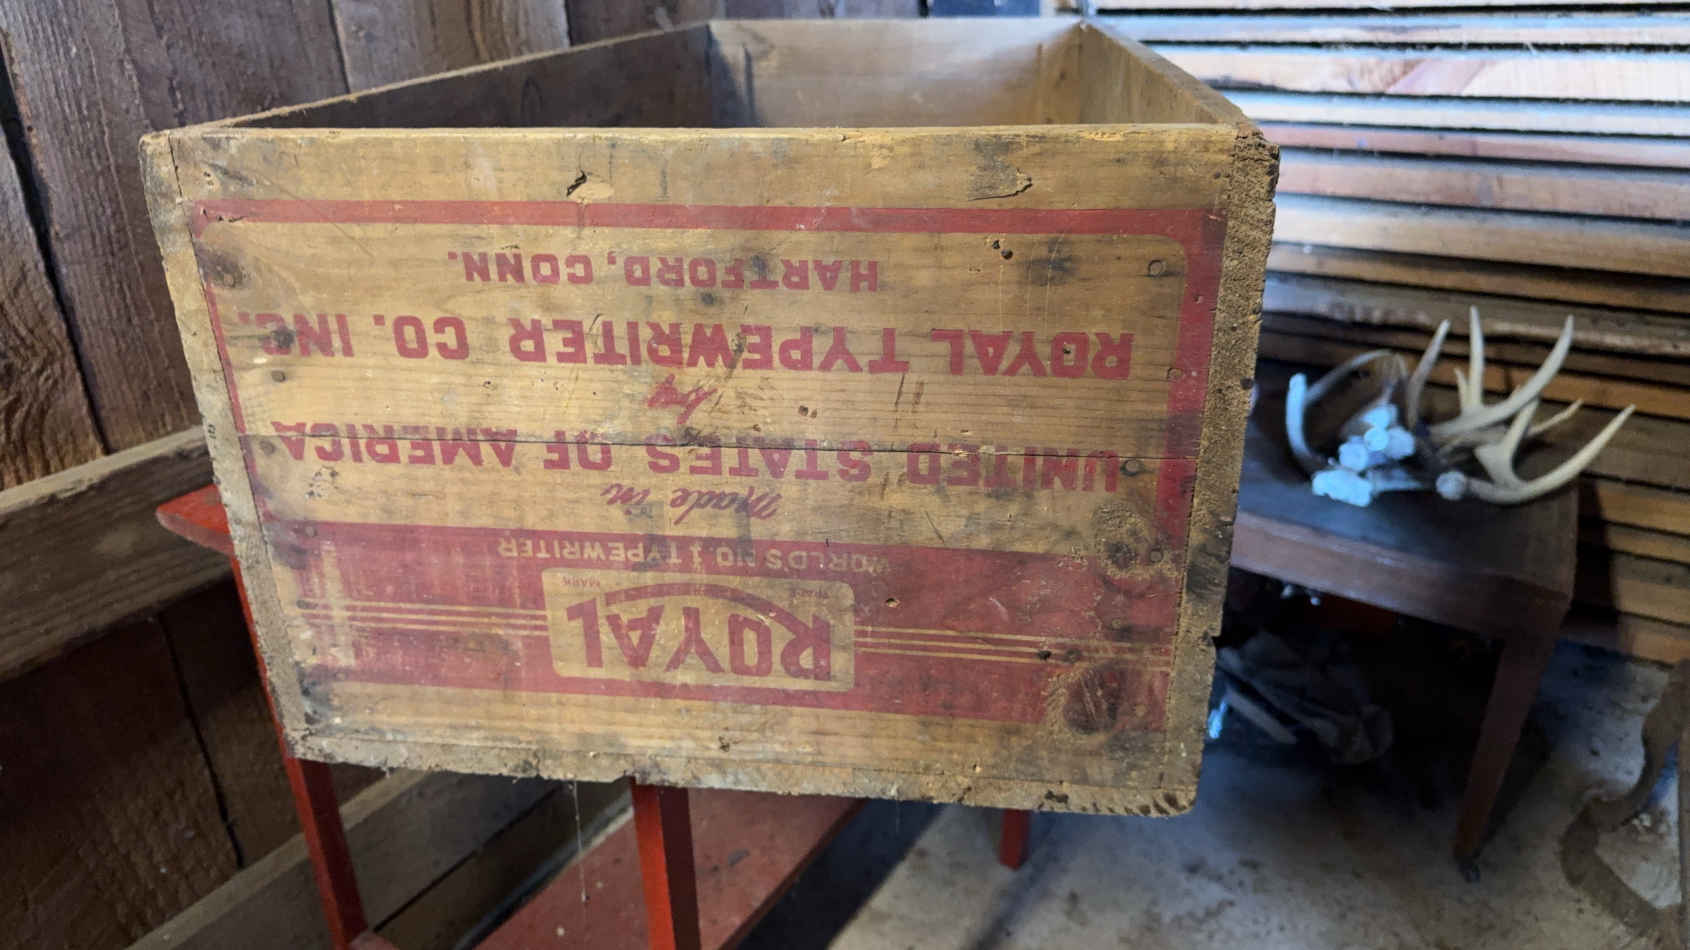 ROYAL
TRADE MARK
WORLD'S NO. 1 TYPEWRITER
Made in
UNITED STATES OF AMERICA
by
ROYAL TYPEWRITER CO. INC.
HARTFORD, CONN.